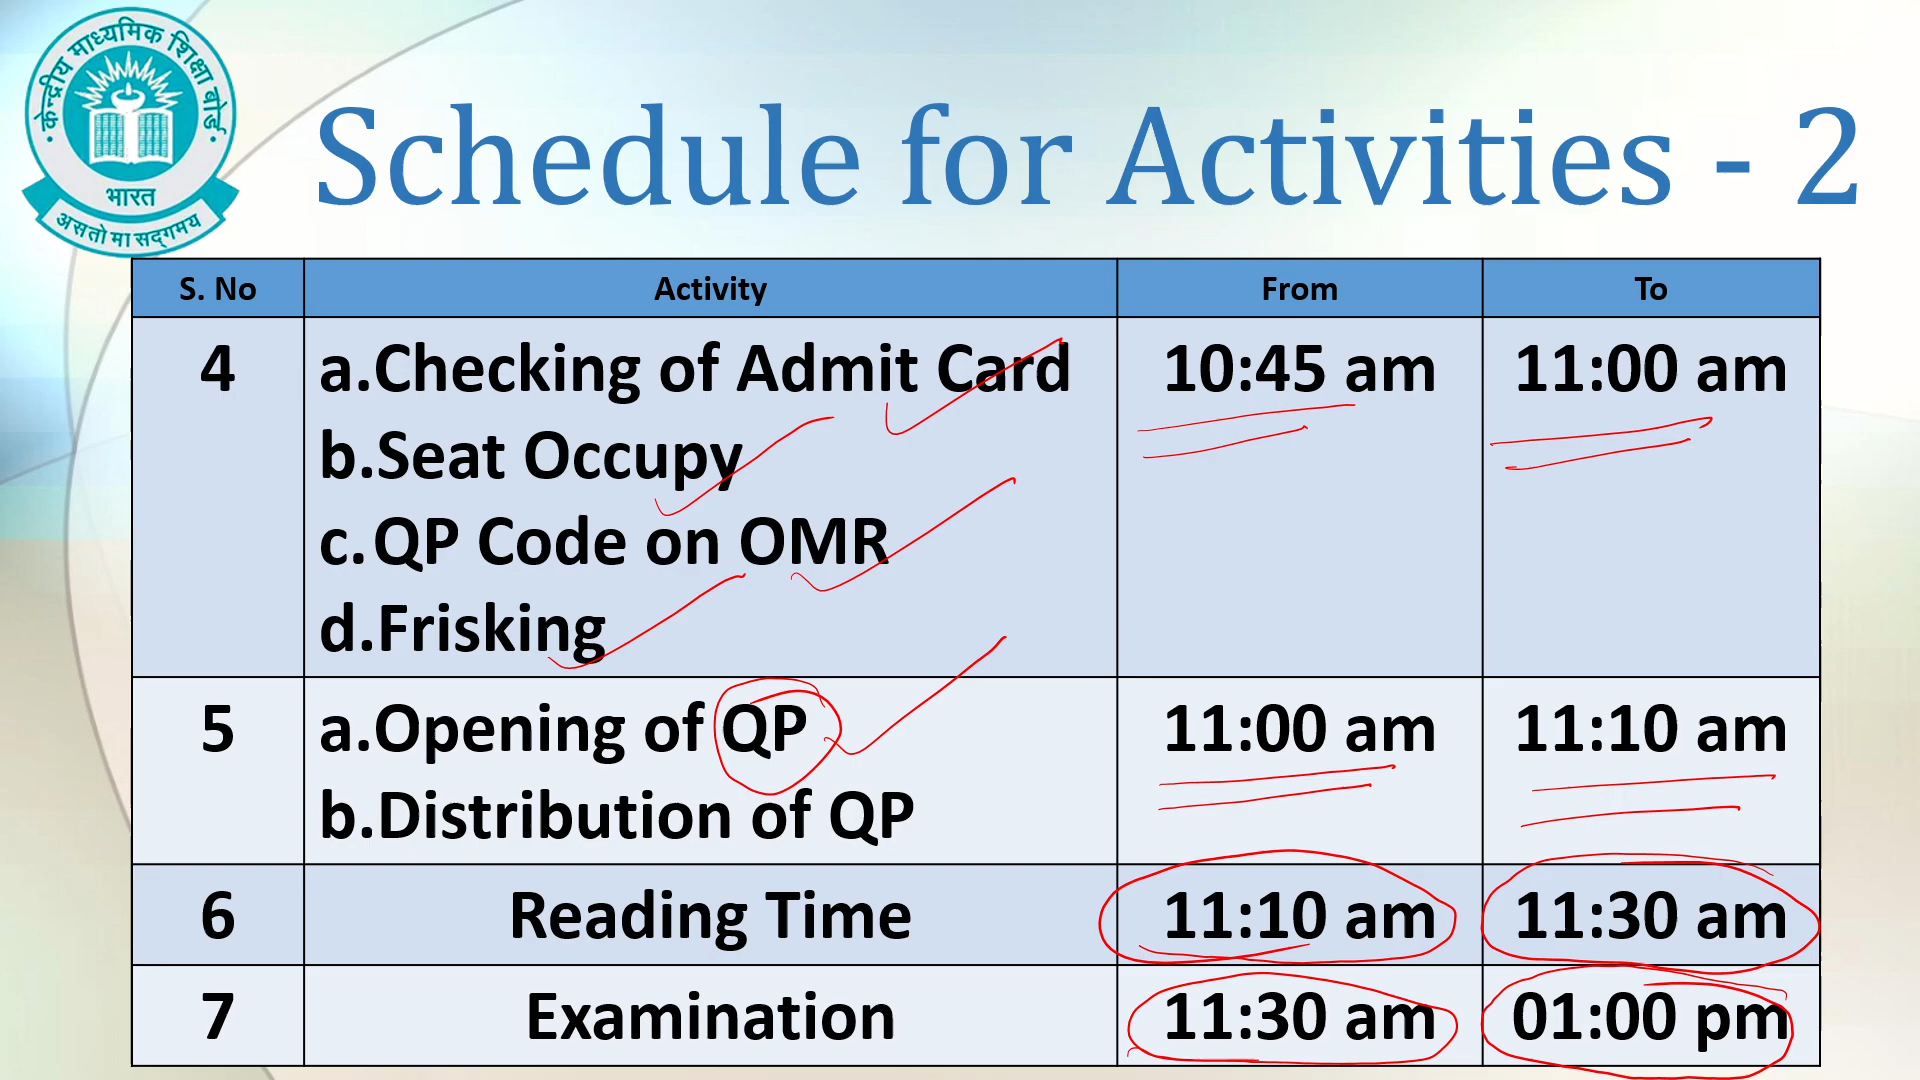 केन्द्रीय माध्यमिक शिक्षा बोर्ड
भारत
असतो मा सद्गमय
Schedule for Activities - 2
S. No Activity From To
4 a.Checking of Admit Card 10:45 am 11:00 am
b.Seat Occupy
c.QP Code on OMR
d.Frisking
5 a.Opening of QP 11:00 am 11:10 am
b.Distribution of QP
6 Reading Time 11:10 am 11:30 am
7 Examination 11:30 am 01:00 pm